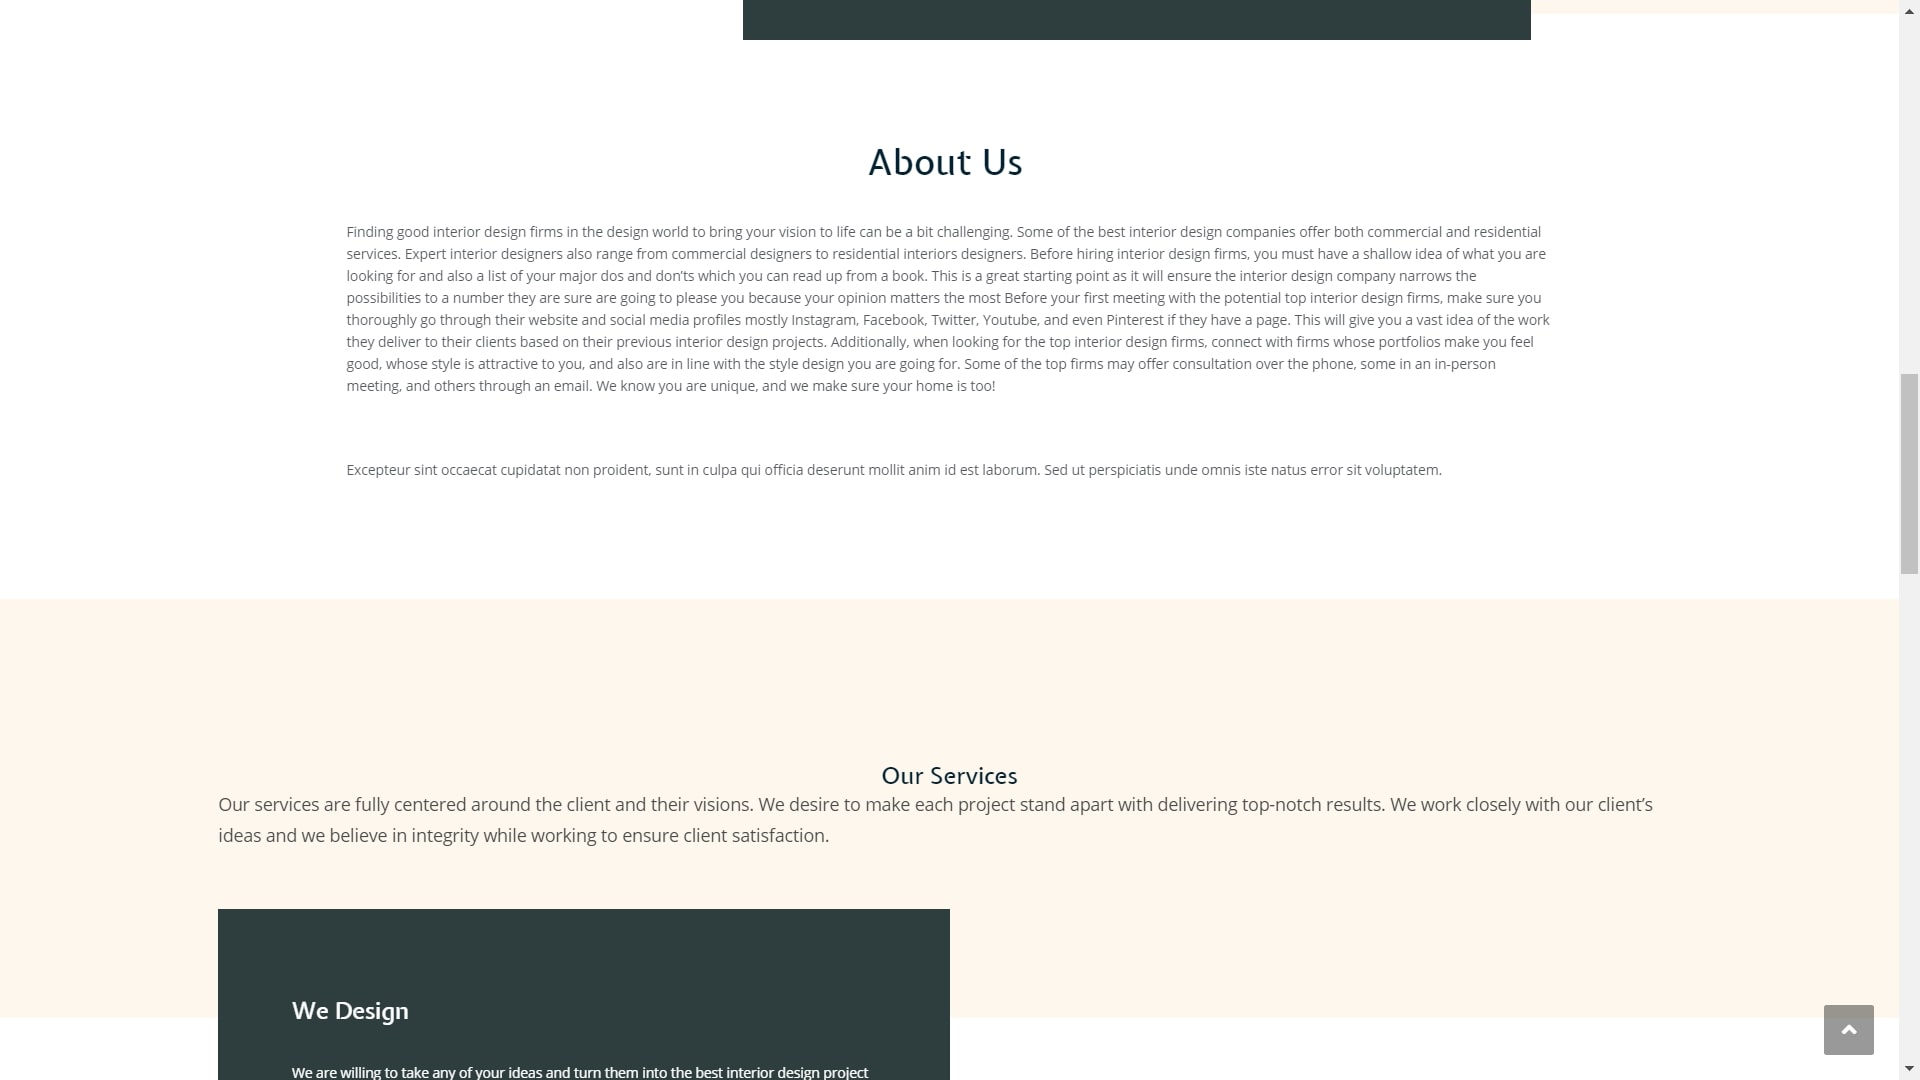 About Us
Finding good interior design firms in the design world to bring your vision to life can be a bit challenging. Some of the best interior design companies offer both commercial and residential
services. Expert interior designers also range from commercial designers to residential interiors designers. Before hiring interior design firms, you must have a shallow idea of what you are
looking for and also a list of your major dos and don’ts which you can read up from a book. This is a great starting point as it will ensure the interior design company narrows the
possibilities to a number they are sure are going to please you because your opinion matters the most Before your first meeting with the potential top interior design firms, make sure you
thoroughly go through their website and social media profiles mostly Instagram, Facebook, Twitter, Youtube, and even Pinterest if they have a page. This will give you a vast idea of the work
they deliver to their clients based on their previous interior design projects. Additionally, when looking for the top interior design firms, connect with firms whose portfolios make you feel
good, whose style is attractive to you, and also are in line with the style design you are going for. Some of the top firms may offer consultation over the phone, some in an in-person
meeting, and others through an email. We know you are unique, and we make sure your home is too!
Excepteur sint occaecat cupidatat non proident, sunt in culpa qui officia deserunt mollit anim id est laborum. Sed ut perspiciatis unde omnis iste natus error sit voluptatem.
Our Services
Our services are fully centered around the client and their visions. We desire to make each project stand apart with delivering top-notch results. We work closely with our client’s
ideas and we believe in integrity while working to ensure client satisfaction.
We Design
We are willing to take any of your ideas and turn them into the best interior design project